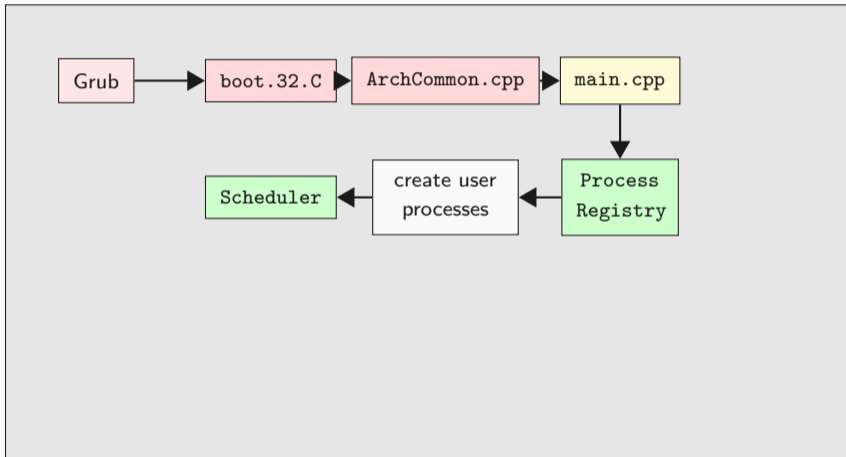 Grub
boot.32.C
ArchCommon.cpp
main.cpp
Process
Registry
create user
processes
Scheduler